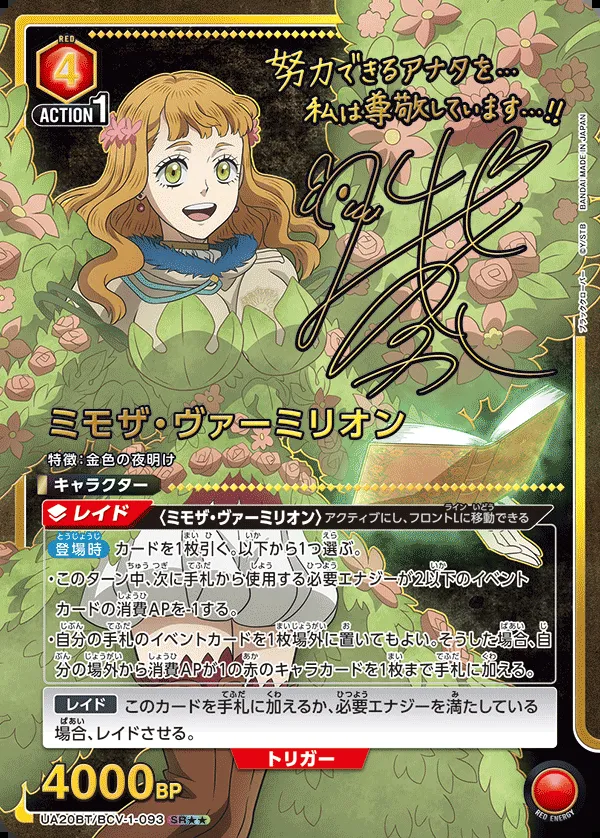 RED
4
ACTION 1
努力できるアナタを…
私は尊敬しています…!!
BANDAI MADE IN JAPAN
ブラッククローバー ©Y/STB
ミモザ・ヴァーミリオン
特徴:金色の夜明け
キャラクター
レイド 〈ミモザ・ヴァーミリオン〉アクティブにし、フロントLに移動できる
登場時 カードを1枚引く。以下から1つ選ぶ。
・このターン中、次に手札から使用する必要エナジーが2以下のイベント
カードの消費APを-1する。
・自分の手札のイベントカードを1枚場外に置いてもよい。そうした場合、自
分の場外から消費APが1の赤のキャラカードを1枚まで手札に加える。
レイド このカードを手札に加えるか、必要エナジーを満たしている
場合、レイドさせる。
トリガー
4000BP
RED ENERGY
UA20BT/BCV-1-093 SR★★